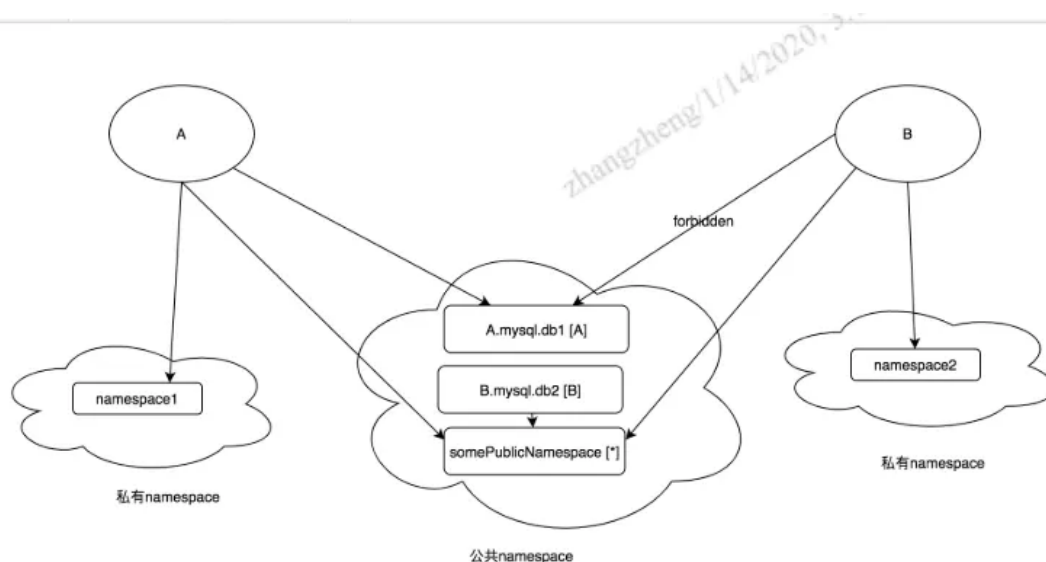 zhangzheng/1/14/2020,
A
B
forbidden
A.mysql.db1 [A]
B.mysql.db2 [B]
somePublicNamespace [*]
namespace1
namespace2
私有namespace
私有namespace
公共namespace